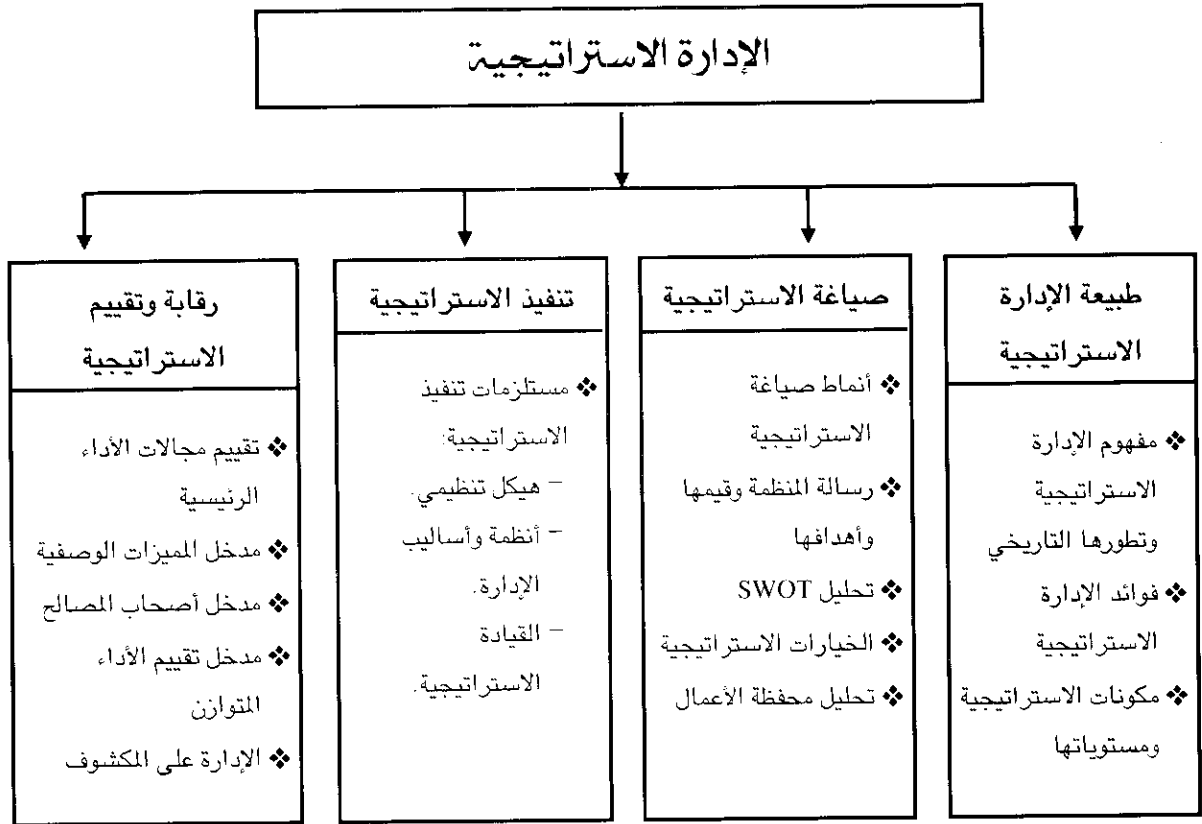 الإدارة الاستراتيجية
طبيعة الإدارة
الاستراتيجية
❖ مفهوم الإدارة
الاستراتيجية
وتطورها التاريخي
❖ فوائد الإدارة
الاستراتيجية
❖ مكونات الاستراتيجية
ومستوياتها
صياغة الاستراتيجية
❖ أنماط صياغة
الاستراتيجية
❖ رسالة المنظمة وقيمها
وأهدافها
❖ تحليل SWOT
❖ الخيارات الاستراتيجية
❖ تحليل محفظة الأعمال
تنفيذ الاستراتيجية
❖ مستلزمات تنفيذ
الاستراتيجية:
– هيكل تنظيمي.
– أنظمة وأساليب
الإدارة.
– القيادة
الاستراتيجية.
رقابة وتقييم
الاستراتيجية
❖ تقييم مجالات الأداء
الرئيسية
❖ مدخل المميزات الوصفية
❖ مدخل أصحاب المصالح
❖ مدخل تقييم الأداء
المتوازن
❖ الإدارة على المكشوف